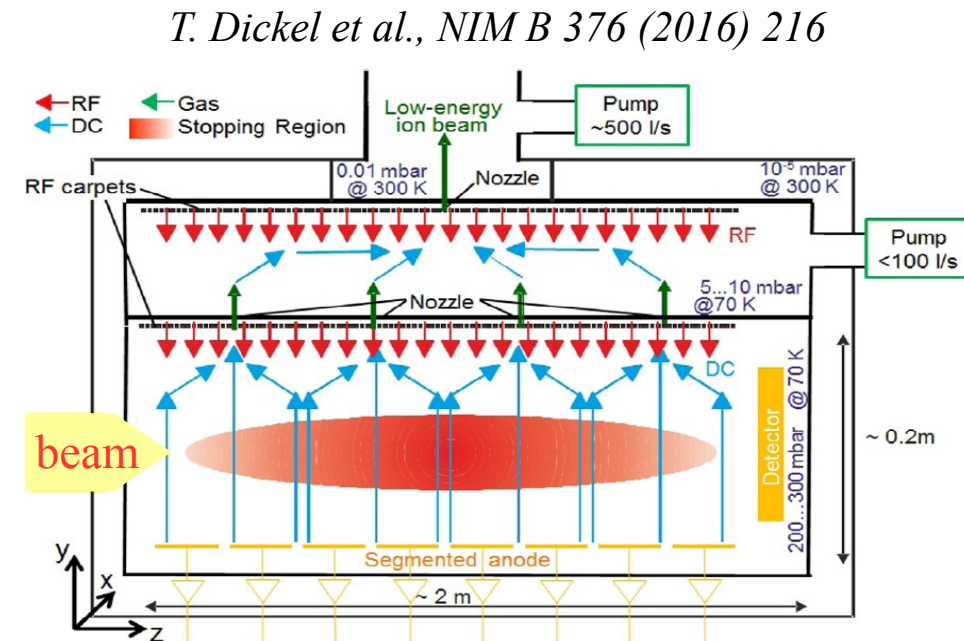 T. Dickel et al., NIM B 376 (2016) 216
RF
Gas
DC
Stopping Region
Low-energy
ion beam
Pump
~500 l/s
RF carpets
0.01 mbar
@ 300 K
Nozzle
10⁻⁵ mbar
@ 300 K
RF
Pump
<100 l/s
5...10 mbar
@70 K
Nozzle
DC
beam
Detector
200...300 mbar @70 K
~ 0.2m
Segmented anode
~ 2 m
y
x
z